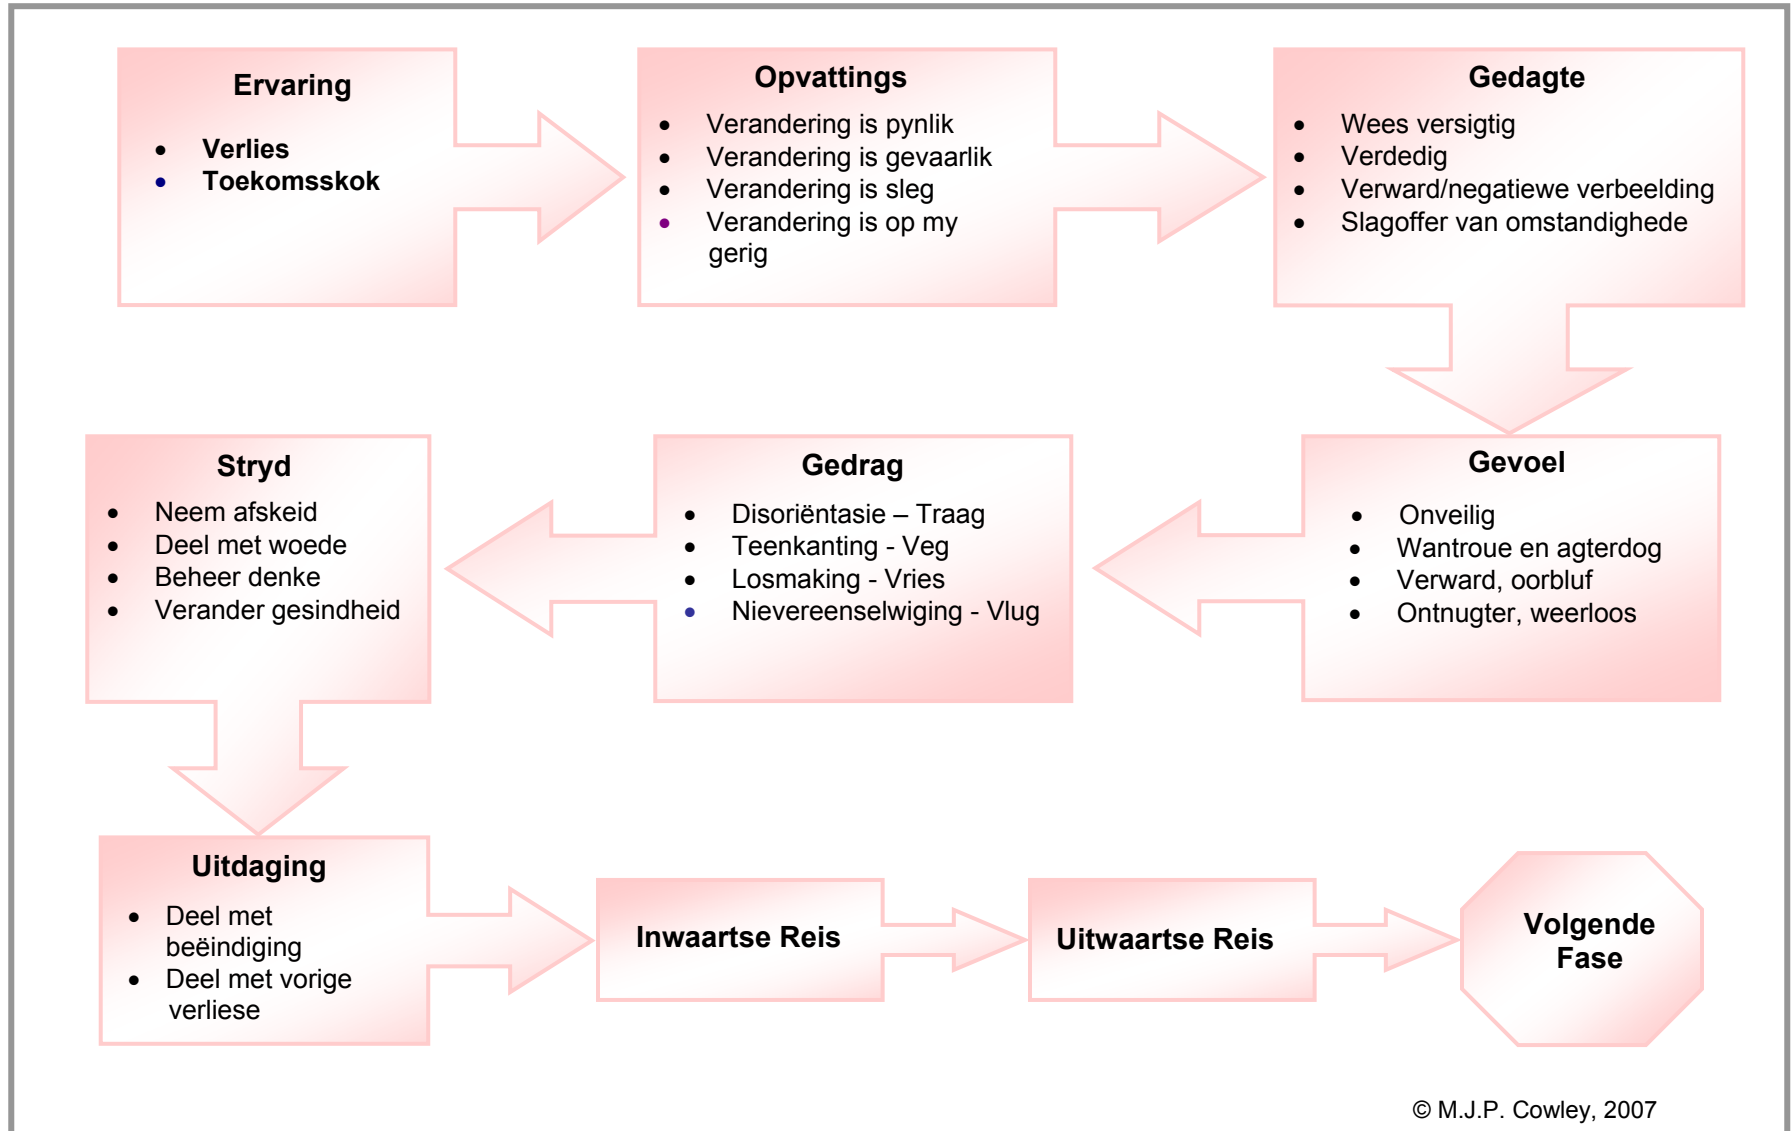 Ervaring
• Verlies
• Toekomsskok
Opvattings
• Verandering is pynlik
• Verandering is gevaarlik
• Verandering is sleg
• Verandering is op my
gerig
Gedagte
• Wees versigtig
• Verdedig
• Verward/negatiewe verbeelding
• Slagoffer van omstandighede
Gevoel
• Onveilig
• Wantroue en agterdog
• Verward, oorbluf
• Ontnugter, weerloos
Gedrag
• Disoriëntasie – Traag
• Teenkanting - Veg
• Losmaking - Vries
• Nievereenselwiging - Vlug
Stryd
• Neem afskeid
• Deel met woede
• Beheer denke
• Verander gesindheid
Uitdaging
• Deel met
beëindiging
• Deel met vorige
verliese
Inwaartse Reis
Uitwaartse Reis
Volgende
Fase
© M.J.P. Cowley, 2007